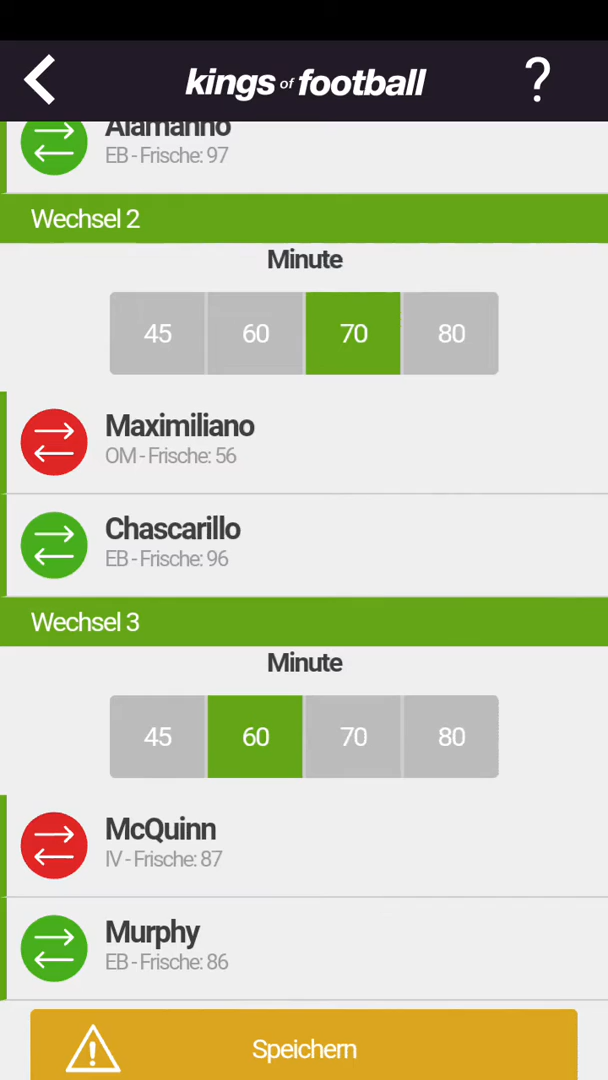 kings of football
?
Alamanno
EB - Frische: 97
Wechsel 2
Minute
45 60 70 80
Maximiliano
OM - Frische: 56
Chascarillo
EB - Frische: 96
Wechsel 3
Minute
45 60 70 80
McQuinn
IV - Frische: 87
Murphy
EB - Frische: 86
Speichern